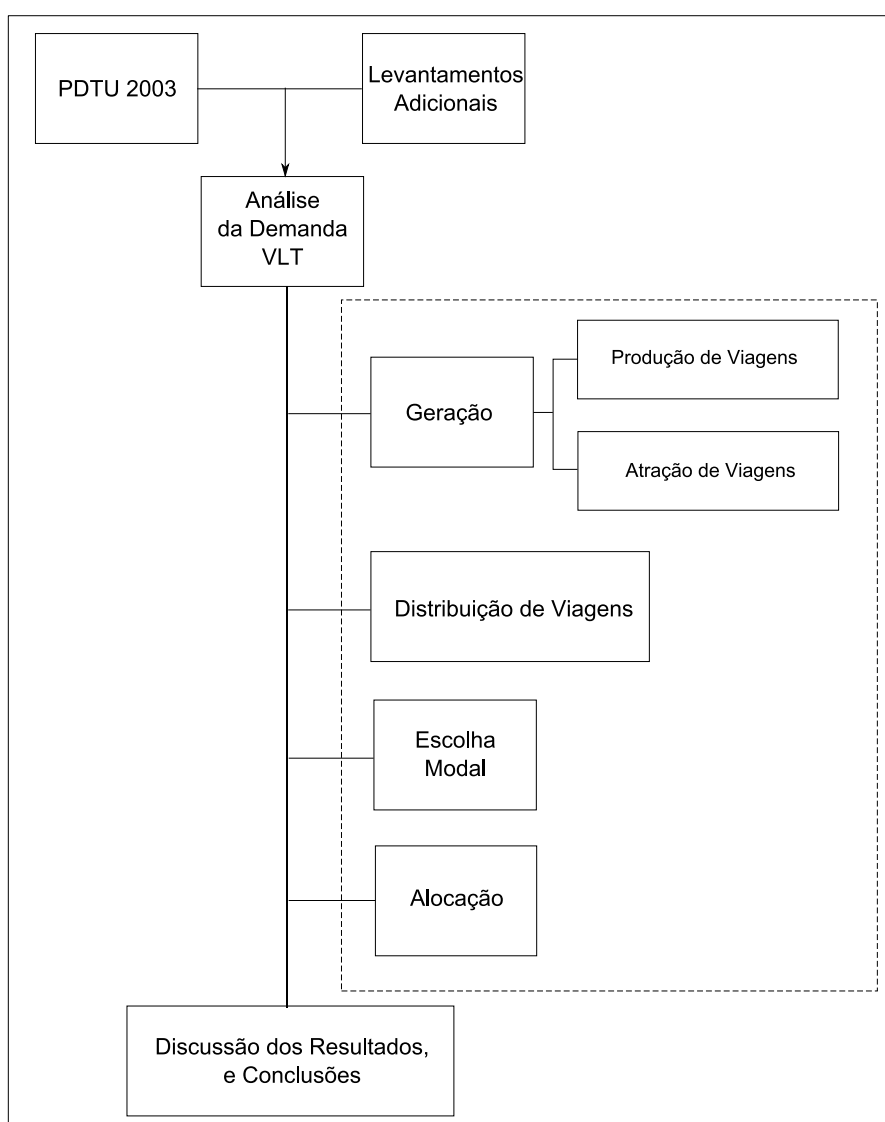 PDTU 2003
Levantamentos
Adicionais
Análise
da Demanda
VLT
Geração
Produção de Viagens
Atração de Viagens
Distribuição de Viagens
Escolha
Modal
Alocação
Discussão dos Resultados,
e Conclusões